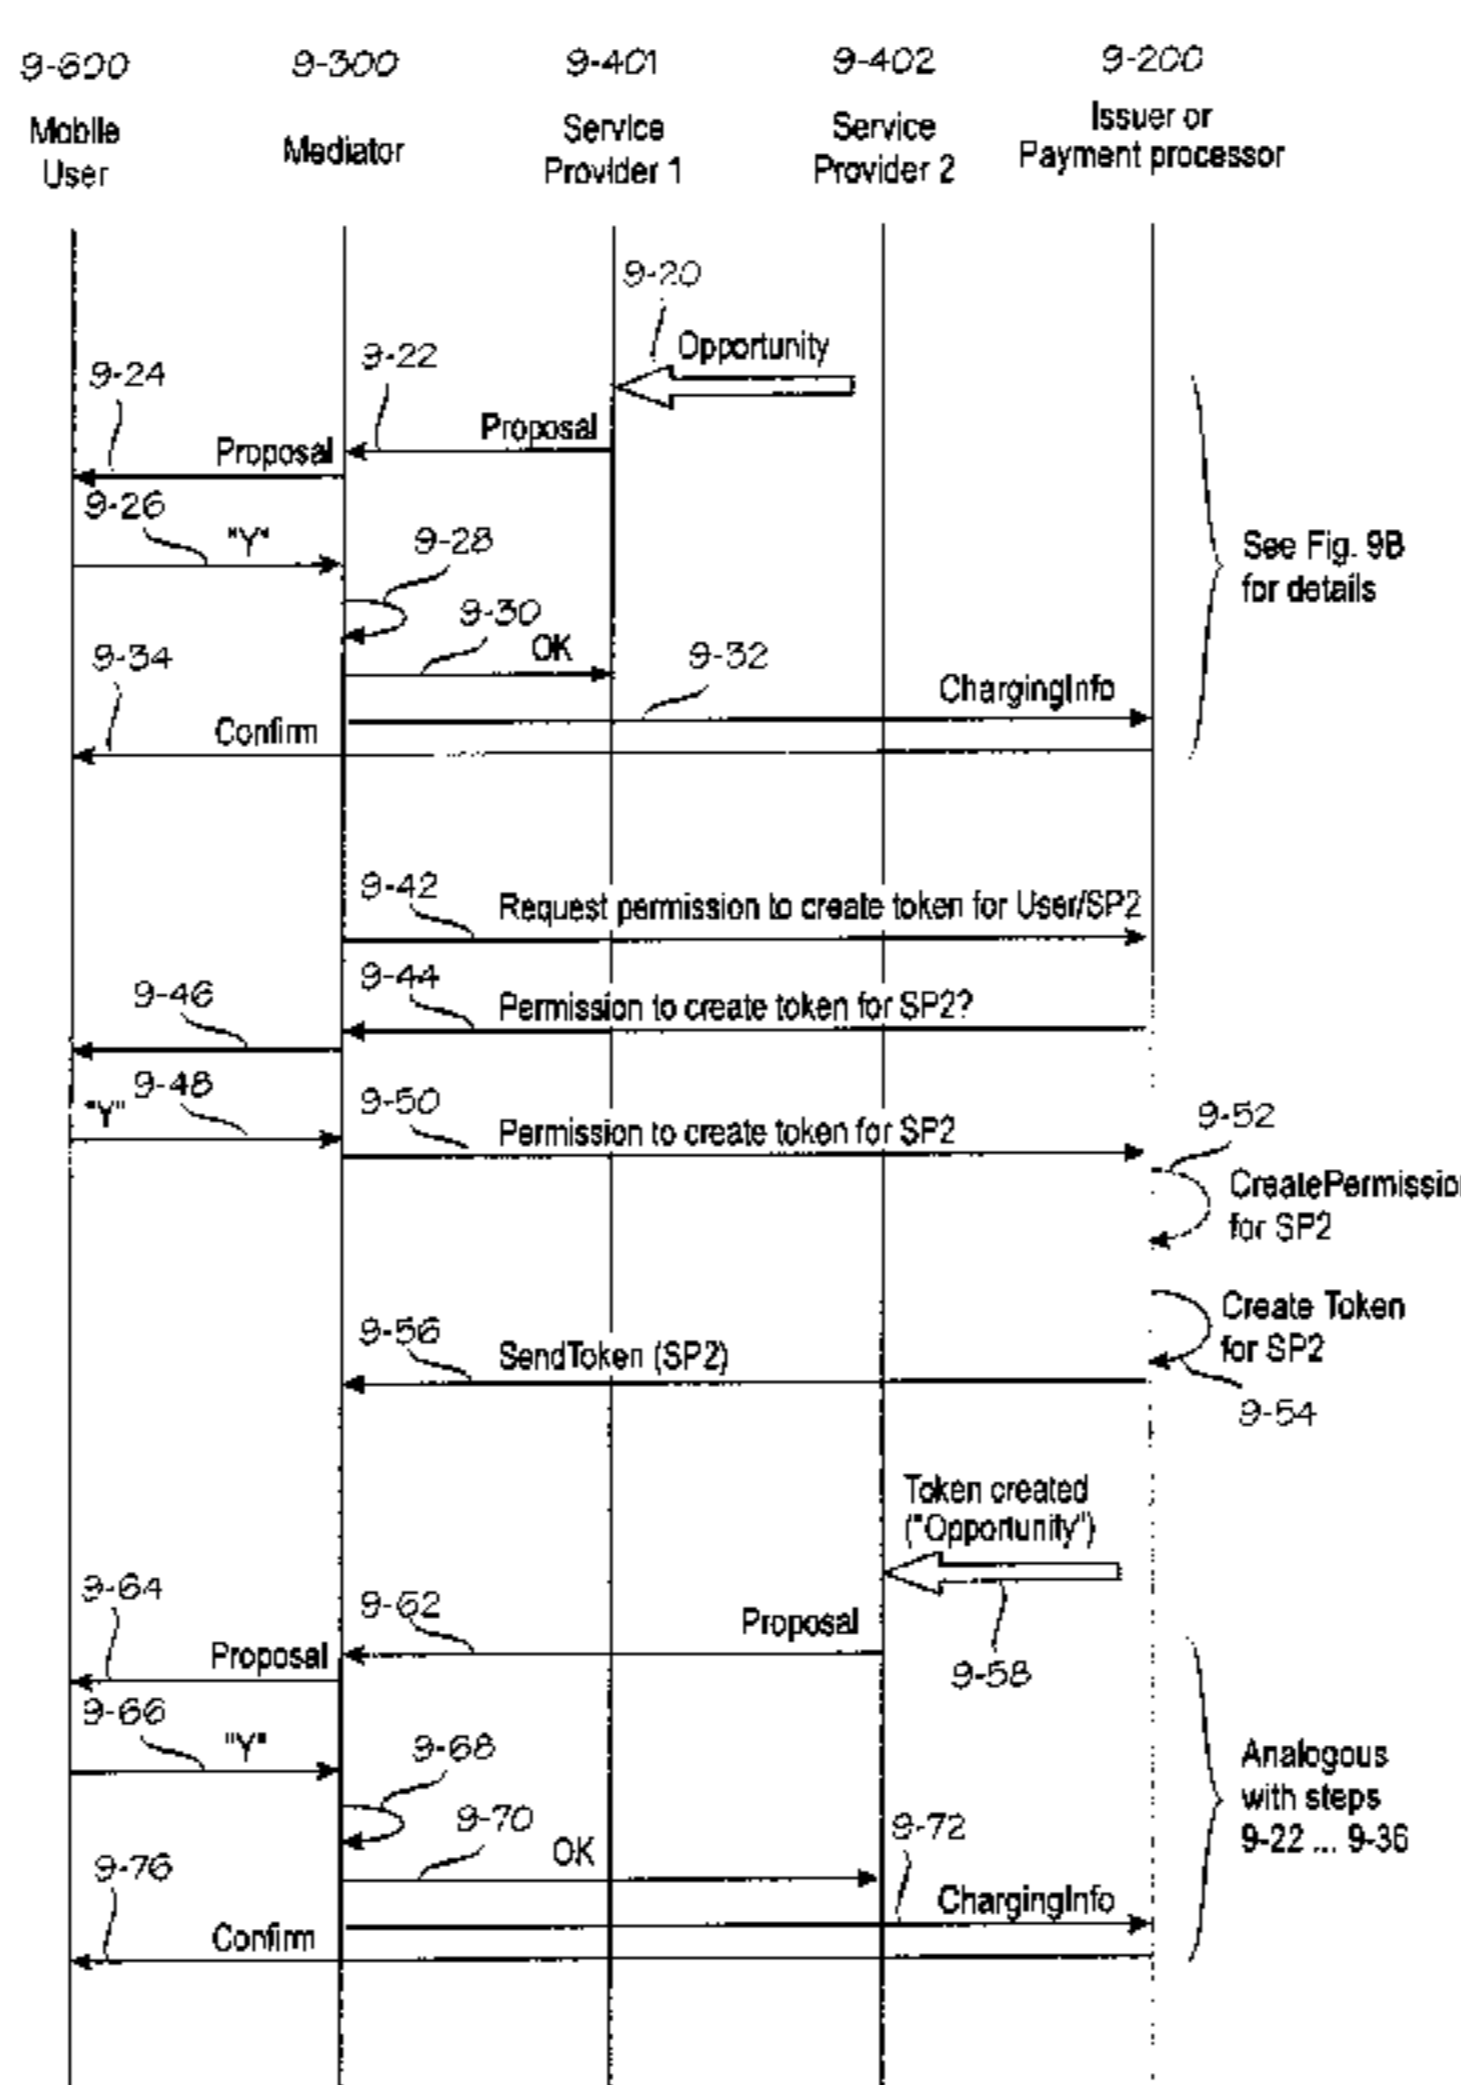 9-600
9-300
9-401
9-402
9-200
Mobile
User
Mediator
Service
Provider 1
Service
Provider 2
Issuer or
Payment processor
9-20
Opportunity
9-22
9-24
Proposal
Proposal
9-26
"Y"
9-28
See Fig. 9B
for details
9-30
OK
9-32
9-34
ChargingInfo
Confirm
9-42
Request permission to create token for User/SP2
9-44
Permission to create token for SP2?
9-46
9-48
"Y"
9-50
Permission to create token for SP2
9-52
CreatePermissio
for SP2
Create Token
for SP2
9-54
9-56
SendToken (SP2)
Token created
("Opportunity")
9-58
9-62
Proposal
9-64
Proposal
9-66
"Y"
9-68
Analogous
with steps
9-22 ... 9-36
9-70
OK
9-72
9-76
ChargingInfo
Confirm